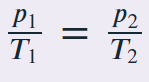 P₁/T₁ = P₂/T₂